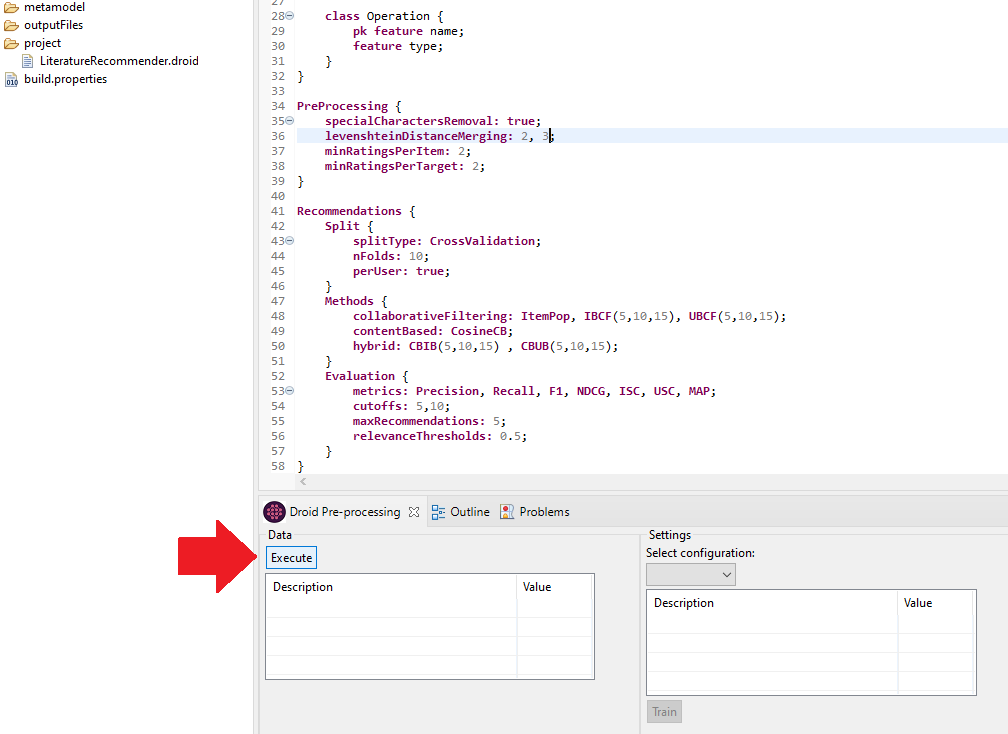 metamodel
outputFiles
project
LiteratureRecommender.droid
010 build.properties
27
28 class Operation {
29 pk feature name;
30 feature type;
31 }
32 }
33
34 PreProcessing {
35 specialCharactersRemoval: true;
36 levenshteinDistanceMerging: 2, 3;
37 minRatingsPerItem: 2;
38 minRatingsPerTarget: 2;
39 }
40
41 Recommendations {
42 Split {
43 splitType: CrossValidation;
44 nFolds: 10;
45 perUser: true;
46 }
47 Methods {
48 collaborativeFiltering: ItemPop, IBCF(5,10,15), UBCF(5,10,15);
49 contentBased: CosineCB;
50 hybrid: CBIB(5,10,15) , CBUB(5,10,15);
51 }
52 Evaluation {
53 metrics: Precision, Recall, F1, NDCG, ISC, USC, MAP;
54 cutoffs: 5,10;
55 maxRecommendations: 5;
56 relevanceThresholds: 0.5;
57 }
58 }
Droid Pre-processing Outline Problems
Data
Execute
Description Value
Settings
Select configuration:
Description Value
Train